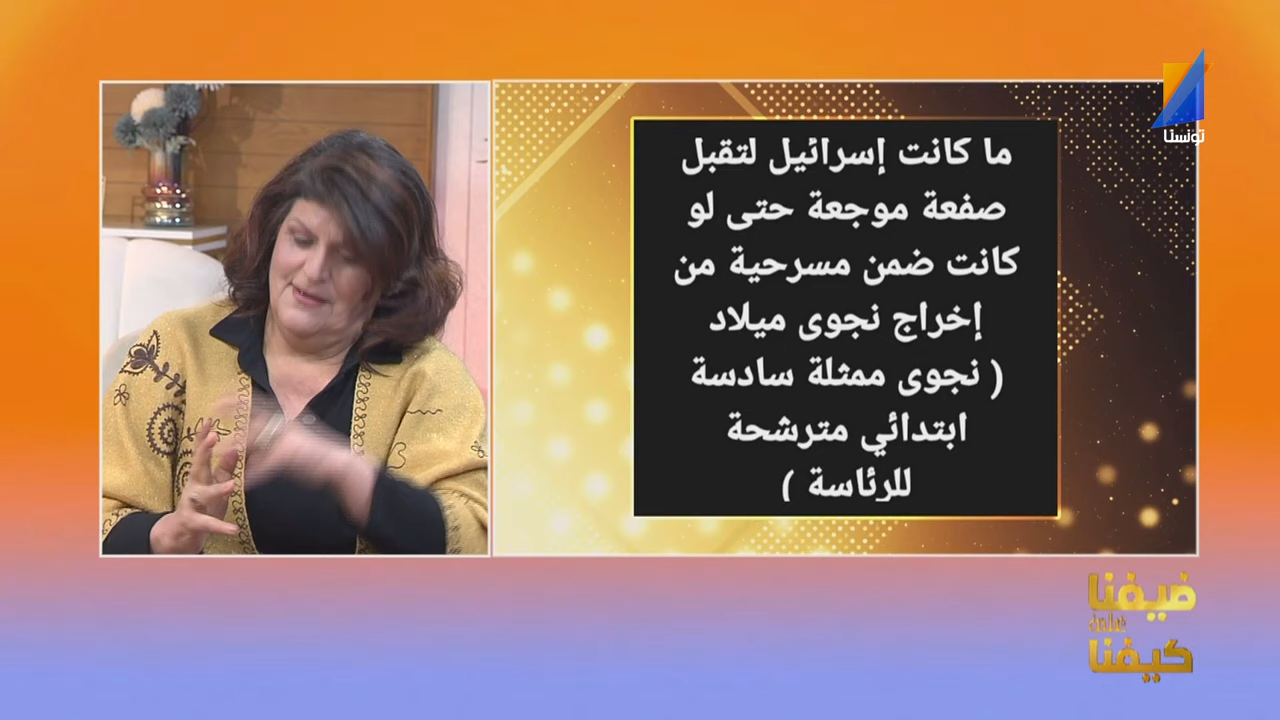 ما كانت إسرائيل لتقبل
صفعة موجعة حتى لو
كانت ضمن مسرحية من
إخراج نجوى ميلاد
( نجوى ممثلة سادسة
ابتدائي مترشحة
للرئاسة )
تونسنا
ضيفنا
على
كيفنا